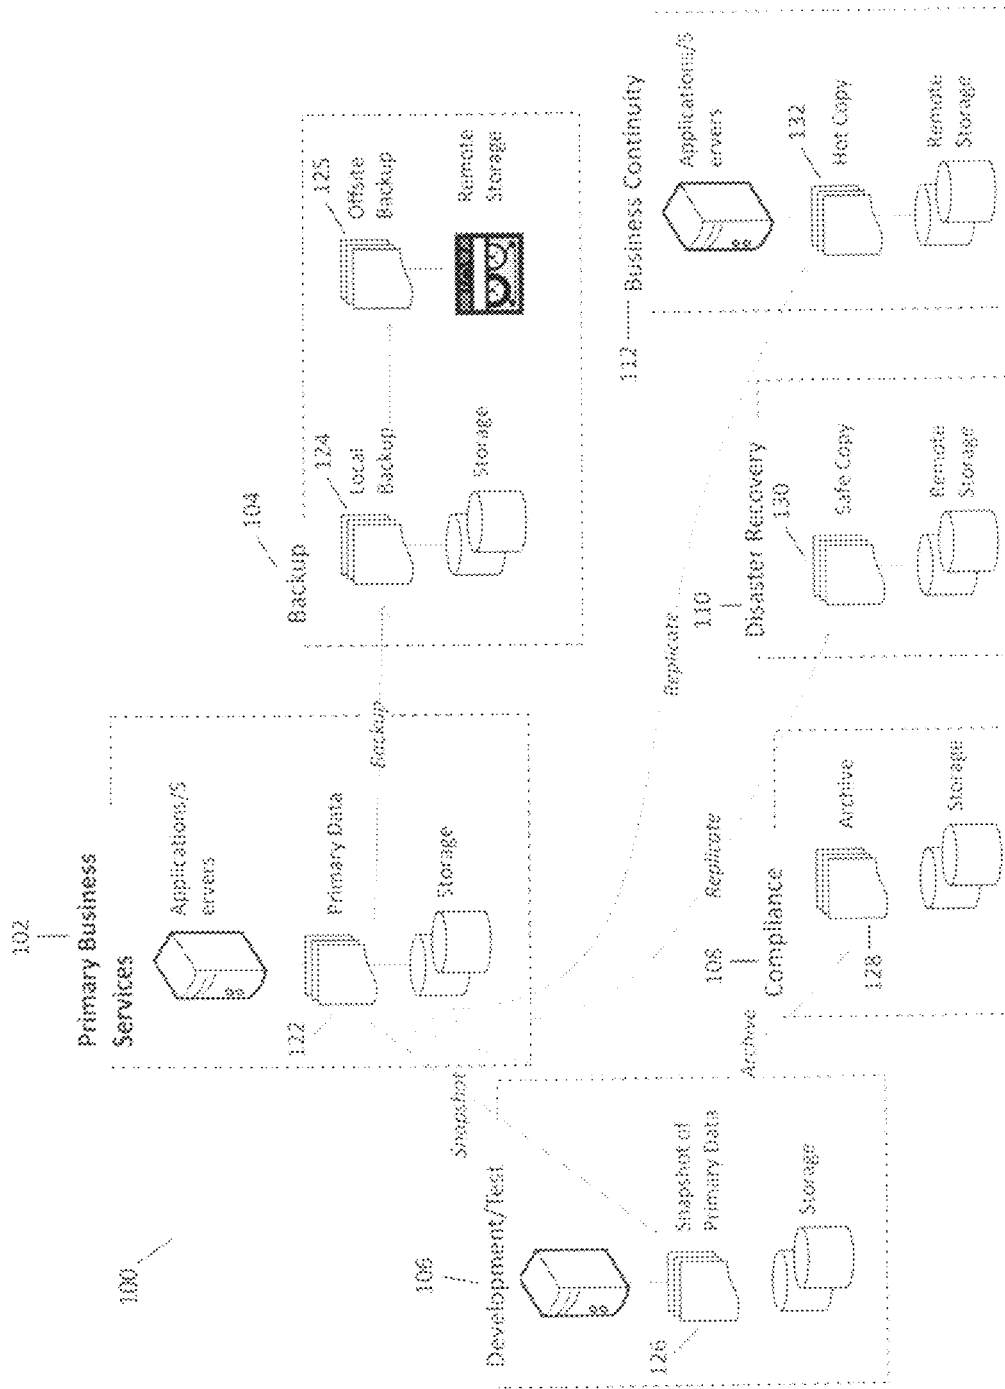 100
102
Primary Business
Services
Applications/S
ervers
122
Primary Data
Storage
Backup
104
Backup
124
Local
Backup
Storage
125
Offsite
Backup
Remote
Storage
Snapshot
106
Development/Test
126
Snapshot of
Primary Data
Storage
Archive
108
Compliance
128
Archive
Storage
Replicate
110
Disaster Recovery
130
Safe Copy
Remote
Storage
Replicate
112
Business Continuity
Applications/S
ervers
132
Hot Copy
Remote
Storage